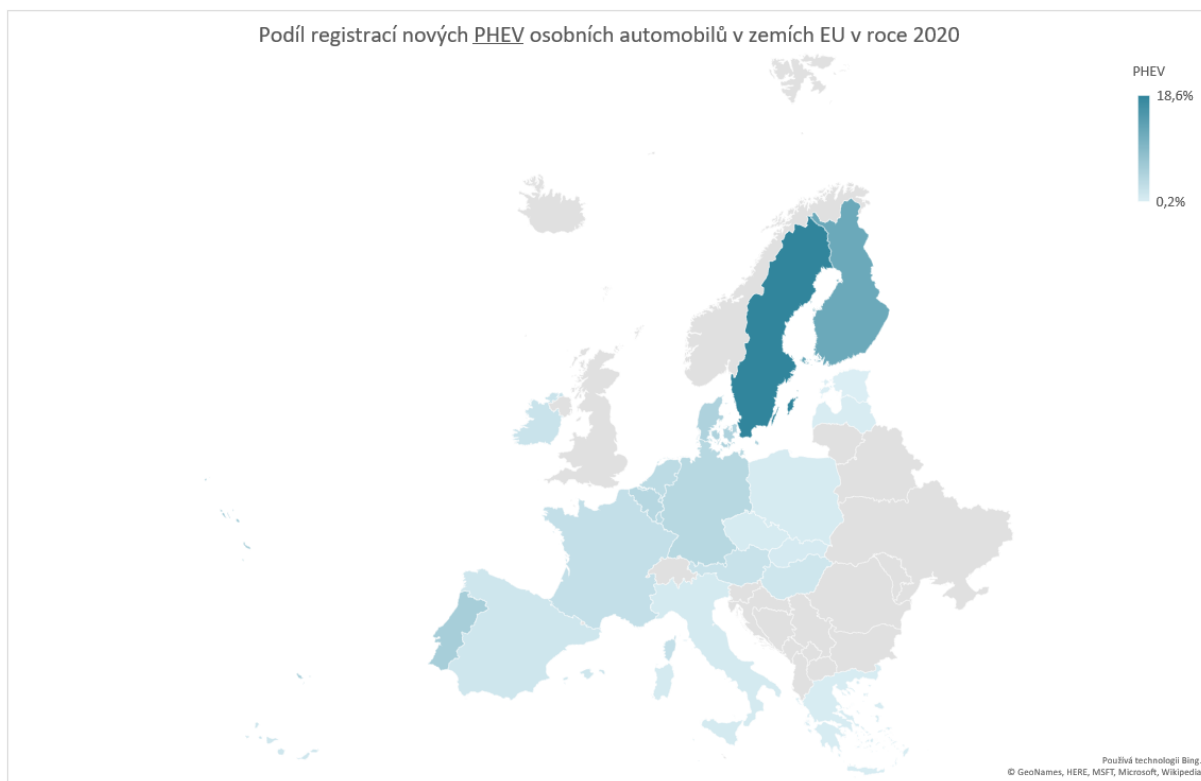 Podíl registrací nových PHEV osobních automobilů v zemích EU v roce 2020
PHEV
18,6%
0,2%
Používá technologii Bing.
© GeoNames, HERE, MSFT, Microsoft, Wikipedia